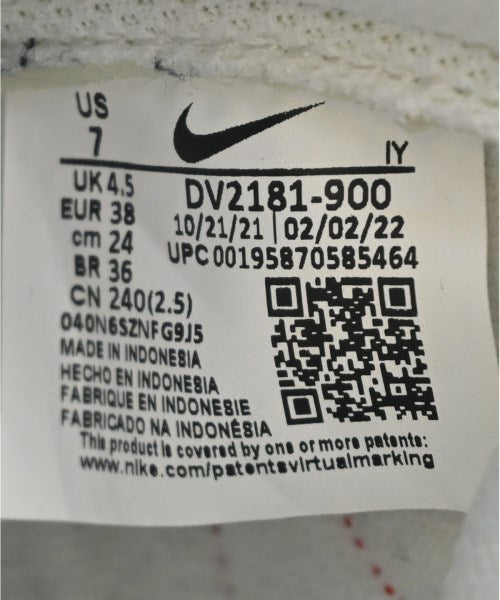 US
7
IY
UK 4.5
EUR 38
cm 24
BR 36
CN 240(2.5)
DV2181-900
10/21/21 | 02/02/22
UPC 00195870585464
040N6SZNFG9J5
MADE IN INDONESIA
HECHO EN INDONESIA
FABRIQUE EN INDONESIE
FABRICADO NA INDONÉSIA
This product is covered by one or more patents:
www.nike.com/patentsvirtualmarking